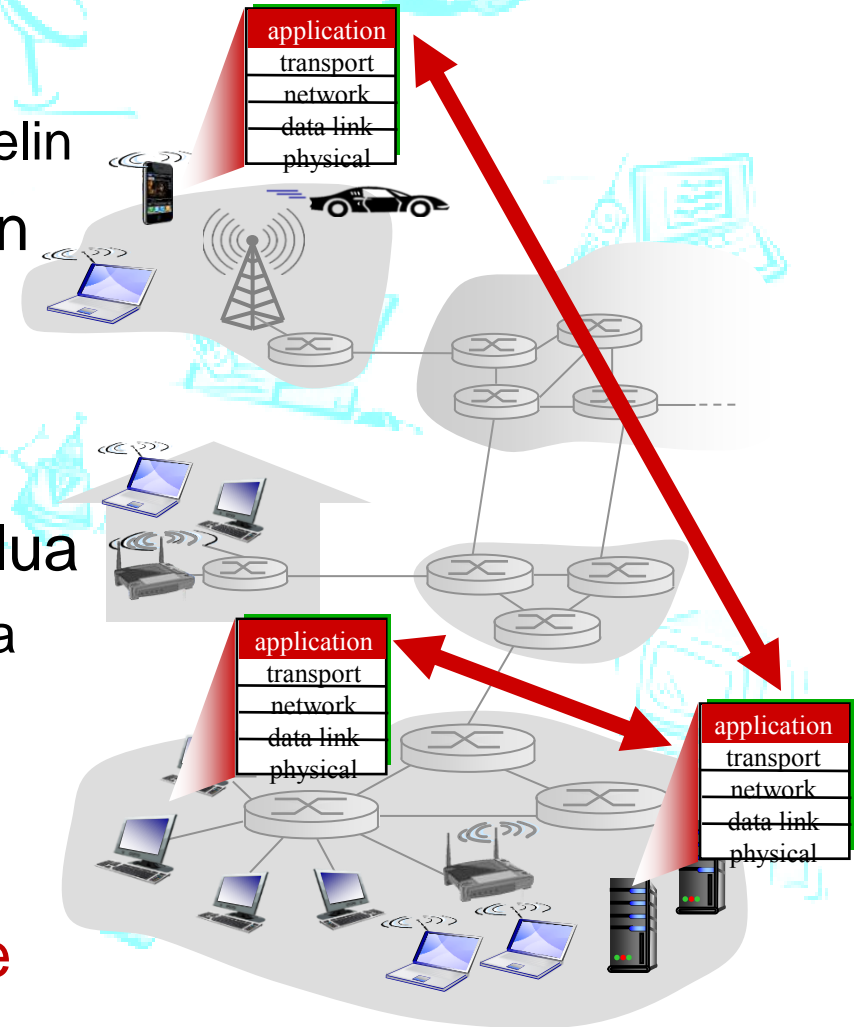 application
transport
network
data link
physical
elin
n
lua
a
application
transport
network
data link
physical
application
transport
network
data link
physical
e